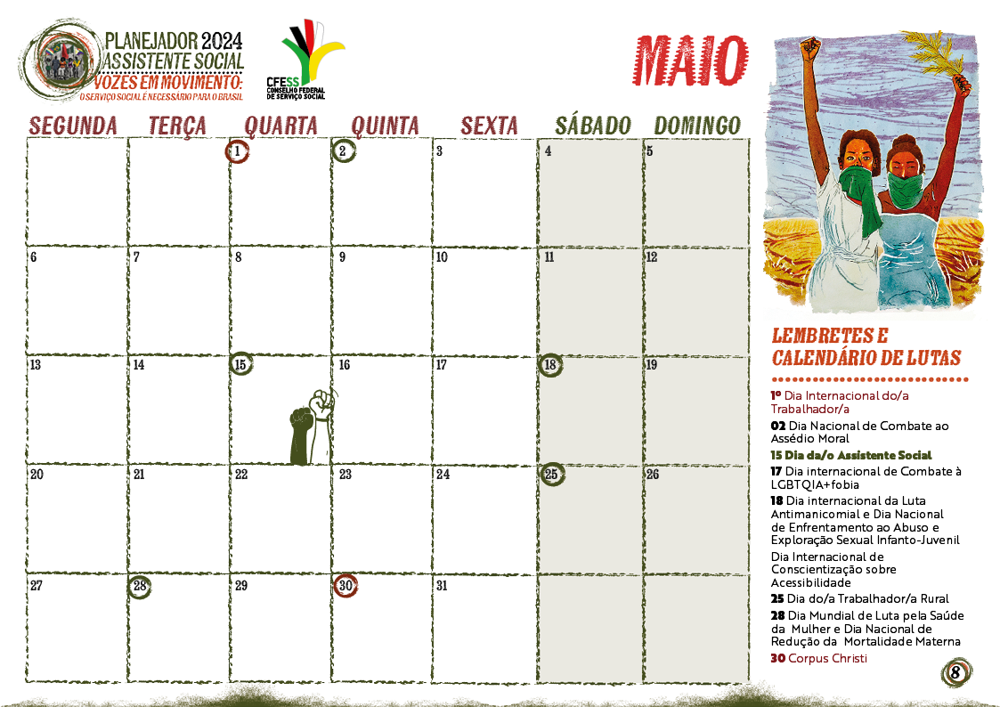 PLANEJADOR 2024
ASSISTENTE SOCIAL
VOZES EM MOVIMENTO:
O SERVIÇO SOCIAL É NECESSÁRIO PARA O BRASIL
CFESS
CONSELHO FEDERAL
DE SERVIÇO SOCIAL
MAIO
SEGUNDA TERÇA QUARTA QUINTA SEXTA SÁBADO DOMINGO
1 2 3 4 5
6 7 8 9 10 11 12
13 14 15 16 17 18 19
20 21 22 23 24 25 26
27 28 29 30 31
LEMBRETES E
CALENDÁRIO DE LUTAS
1º Dia Internacional do/a
Trabalhador/a
02 Dia Nacional de Combate ao
Assédio Moral
15 Dia da/o Assistente Social
17 Dia internacional de Combate à
LGBTQIA+fobia
18 Dia internacional da Luta
Antimanicomial e Dia Nacional
de Enfrentamento ao Abuso e
Exploração Sexual Infanto-Juvenil
Dia Internacional de
Conscientização sobre
Acessibilidade
25 Dia do/a Trabalhador/a Rural
28 Dia Mundial de Luta pela Saúde
da Mulher e Dia Nacional de
Redução da Mortalidade Materna
30 Corpus Christi
8